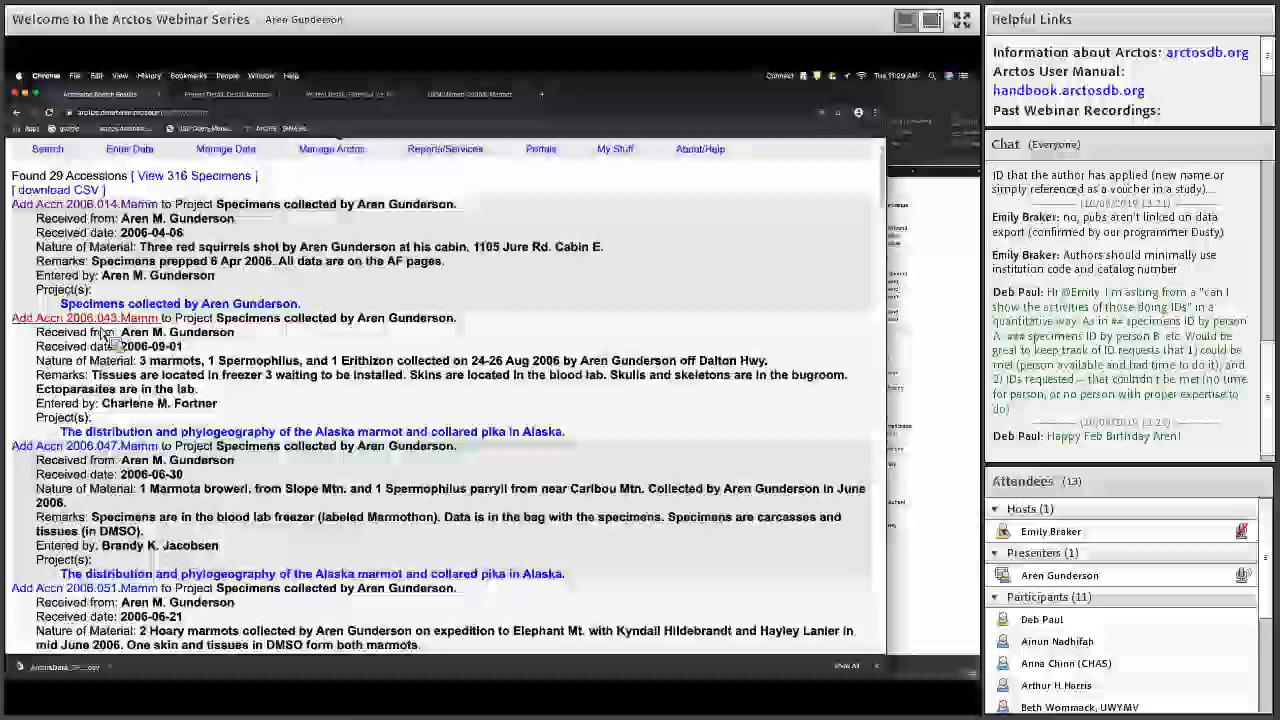 Welcome to the Arctos Webinar Series Aren Gunderson
Chrome File Edit View History Bookmarks People Window Help
Connect Tue 11:29 AM
Apps google
Search Enter Data Manage Data Manage Arctos Reports/Services Portals My Stuff About/Help
Found 29 Accessions [ View 316 Specimens ]
[ download CSV ]
Add Accn 2006.014.Mamm to Project Specimens collected by Aren Gunderson.
Received from: Aren M. Gunderson
Received date: 2006-04-06
Nature of Material: Three red squirrels shot by Aren Gunderson at his cabin, 1105 Jure Rd. Cabin E.
Remarks: Specimens prepped 6 Apr 2006. All data are on the AF pages.
Entered by: Aren M. Gunderson
Project(s):
Specimens collected by Aren Gunderson.
Add Accn 2006.043.Mamm to Project Specimens collected by Aren Gunderson.
Received from: Aren M. Gunderson
Received date: 2006-09-01
Nature of Material: 3 marmots, 1 Spermophilus, and 1 Erithizon collected on 24-26 Aug 2006 by Aren Gunderson off Dalton Hwy.
Remarks: Tissues are located in freezer 3 waiting to be installed. Skins are located in the blood lab. Skulls and skeletons are in the bugroom.
Ectoparasites are in the lab.
Entered by: Charlene M. Fortner
Project(s):
The distribution and phylogeography of the Alaska marmot and collared pika in Alaska.
Add Accn 2006.047.Mamm to Project Specimens collected by Aren Gunderson.
Received from: Aren M. Gunderson
Received date: 2006-06-30
Nature of Material: 1 Marmota broweri, from Slope Mtn. and 1 Spermophilus parryii from near Caribou Mtn. Collected by Aren Gunderson in June
2006.
Remarks: Specimens are in the blood lab freezer (labeled Marmothon). Data is in the bag with the specimens. Specimens are carcasses and
tissues (in DMSO).
Entered by: Brandy K. Jacobsen
Project(s):
The distribution and phylogeography of the Alaska marmot and collared pika in Alaska.
Add Accn 2006.051.Mamm to Project Specimens collected by Aren Gunderson.
Received from: Aren M. Gunderson
Received date: 2006-06-21
Nature of Material: 2 Hoary marmots collected by Aren Gunderson on expedition to Elephant Mt. with Kyndall Hildebrandt and Hayley Lanier in
mid June 2006. One skin and tissues in DMSO form both marmots.
Show All
Helpful Links
Information about Arctos: arctosdb.org
Arctos User Manual:
handbook.arctosdb.org
Past Webinar Recordings:
Chat (Everyone)
ID that the author has applied (new name or
simply referenced as a voucher in a study)....
Emily Braker: no, pubs aren't linked on data
export (confirmed by our programmer Dusty)
Emily Braker: Authors should minimally use
institution code and catalog number
Deb Paul: Hi @Emily I'm asking from a "can I
show the activities of those doing IDs" in a
quantitative way. As in ## specimens ID by person
A, ### specimens ID by person B etc. Would be
great to keep track of ID requests that 1) could be
met (person available and had time to do it), and
2) IDs requested -- that couldn't be met (no time
for person, or no person with proper expertise to
do)
Deb Paul: Happy Feb Birthday Aren!
Attendees (13)
Hosts (1)
Emily Braker
Presenters (1)
Aren Gunderson
Participants (11)
Deb Paul
Ainun Nadhifah
Anna Chinn (CHAS)
Arthur H Harris
Beth Wommack, UWYMV